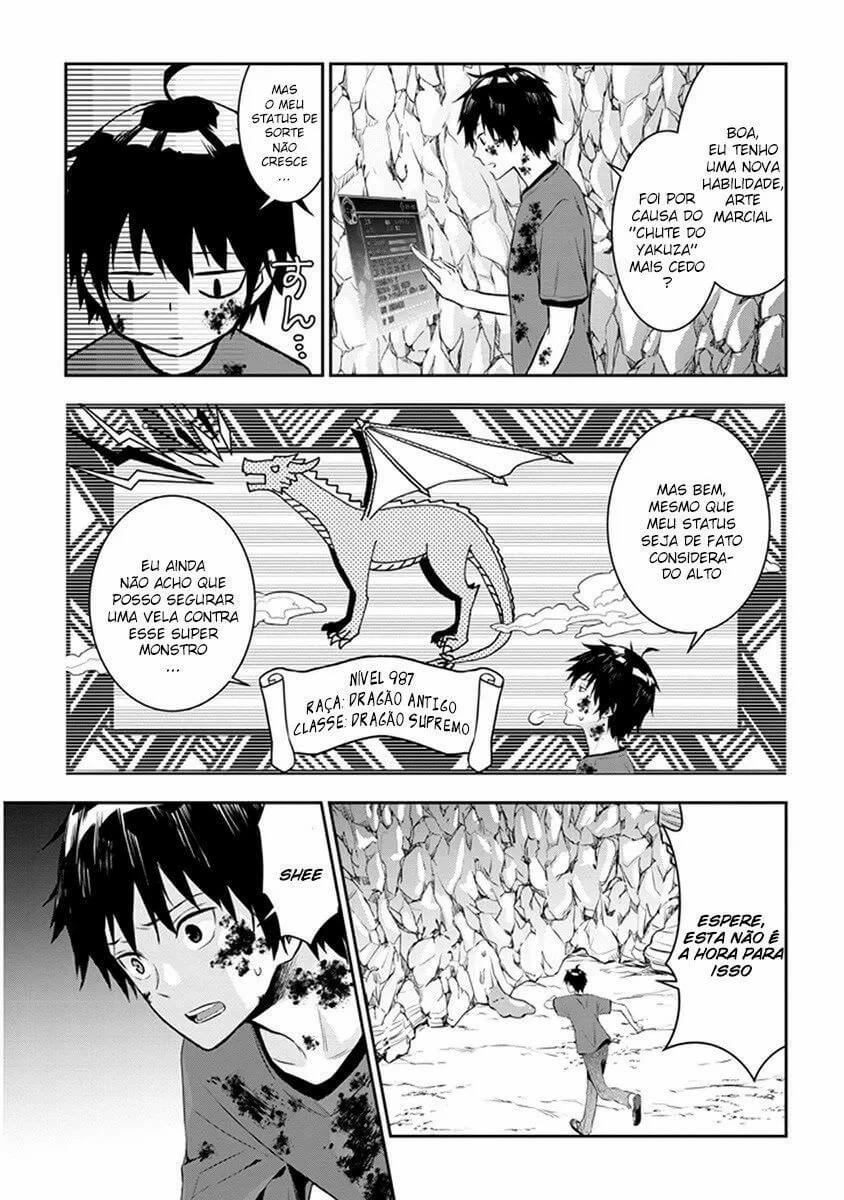 BOA,
EU TENHO
UMA NOVA
HABILIDADE,
ARTE
MARCIAL
FOI POR
CAUSA DO
"CHUTE DO
YAKUZA"
MAIS CEDO
?
MAS
O MEU
STATUS DE
SORTE
NÃO
CRESCE
...
すん…
MAS BEM,
MESMO QUE
MEU STATUS
SEJA DE FATO
CONSIDERA-
DO ALTO
EU AINDA
NÃO ACHO QUE
POSSO SEGURAR
UMA VELA CONTRA
ESSE SUPER
MONSTRO
...
NÍVEL 987
RAÇA: DRAGÃO ANTIGO
CLASSE: DRAGÃO SUPREMO
ESPERE,
ESTA NÃO É
A HORA PARA
ISSO
SHEE